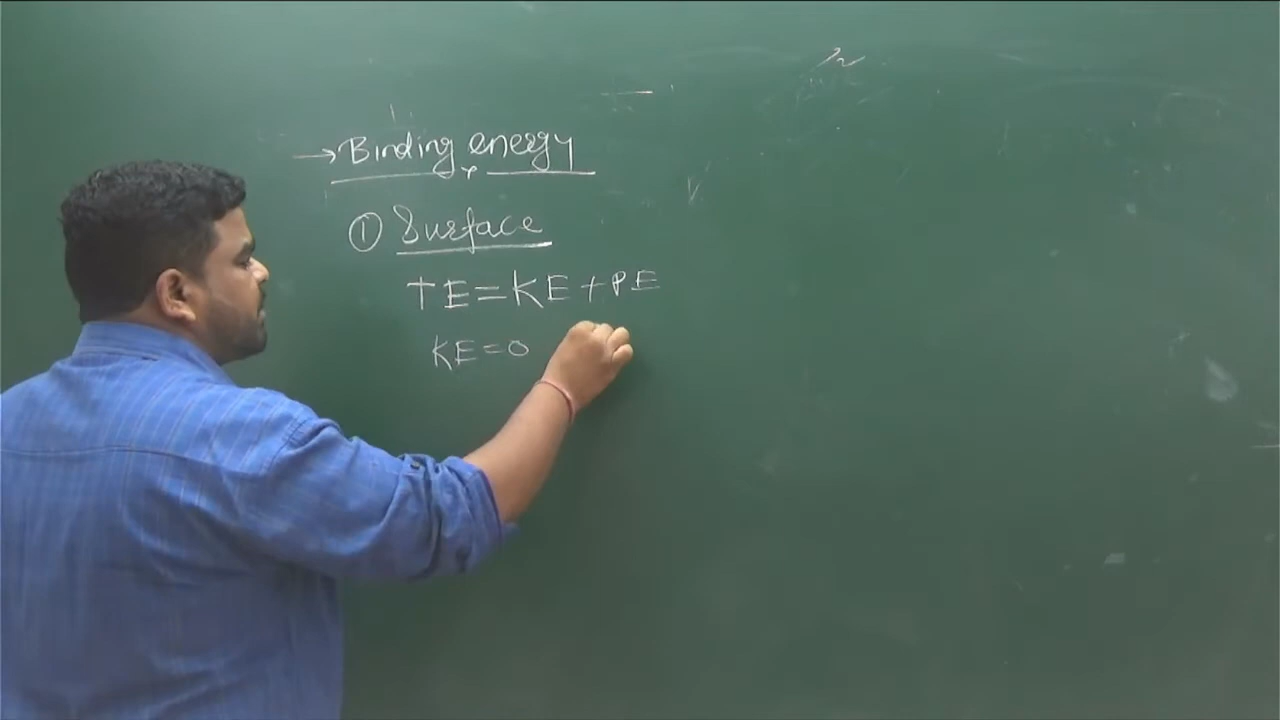 → Binding energy
① Surface
TE = KE + PE
KE = 0